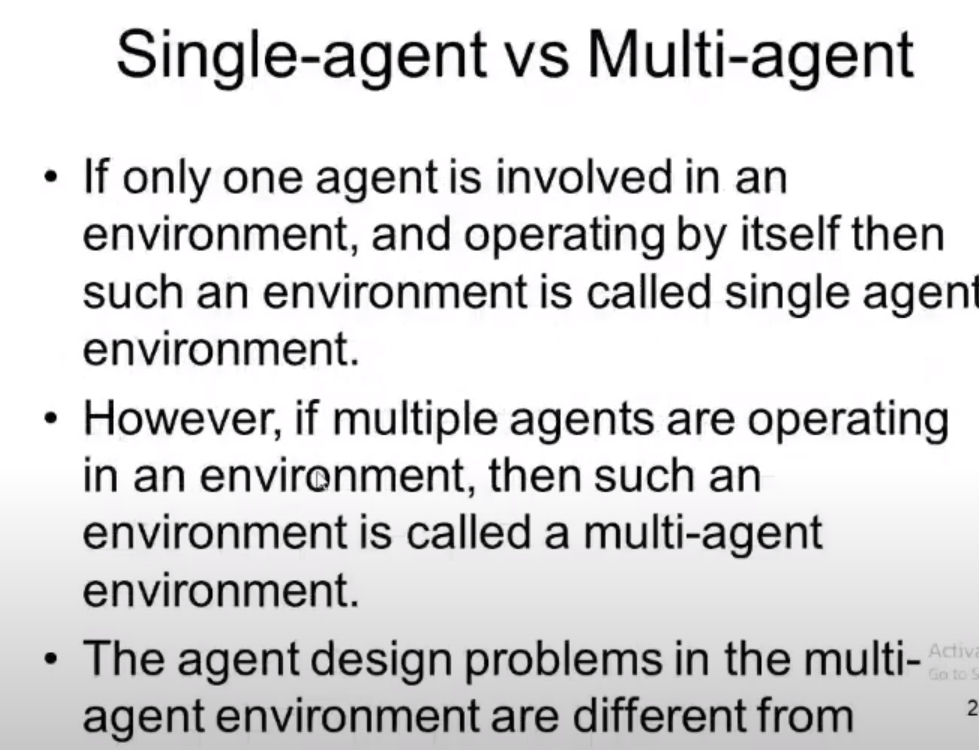 Single-agent vs Multi-agent
• If only one agent is involved in an
environment, and operating by itself then
such an environment is called single agent
environment.
• However, if multiple agents are operating
in an environment, then such an
environment is called a multi-agent
environment.
• The agent design problems in the multi-
agent environment are different from
Activa
Go to S
2